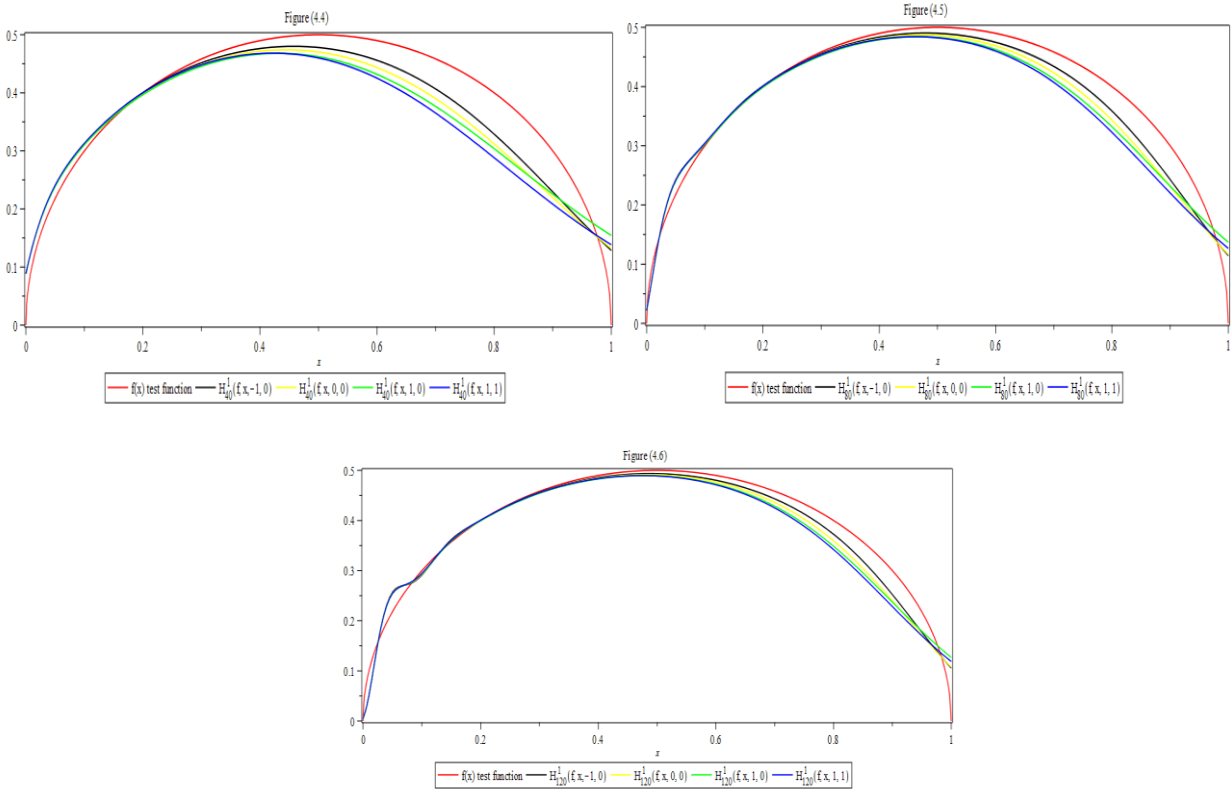 Figure (4.4)
0.5
0.4
0.3
0.2
0.1
0
0 0.2 0.4 0.6 0.8 1
x
f(x) test function H¹₄₀(f, x, -1, 0) H¹₄₀(f, x, 0, 0) H¹₄₀(f, x, 1, 0) H¹₄₀(f, x, 1, 1)
Figure (4.5)
0.5
0.4
0.3
0.2
0.1
0
0 0.2 0.4 0.6 0.8 1
x
f(x) test function H¹₈₀(f, x, -1, 0) H¹₈₀(f, x, 0, 0) H¹₈₀(f, x, 1, 0) H¹₈₀(f, x, 1, 1)
Figure (4.6)
0.5
0.4
0.3
0.2
0.1
0
0 0.2 0.4 0.6 0.8 1
x
f(x) test function H¹₁₂₀(f, x, -1, 0) H¹₁₂₀(f, x, 0, 0) H¹₁₂₀(f, x, 1, 0) H¹₁₂₀(f, x, 1, 1)